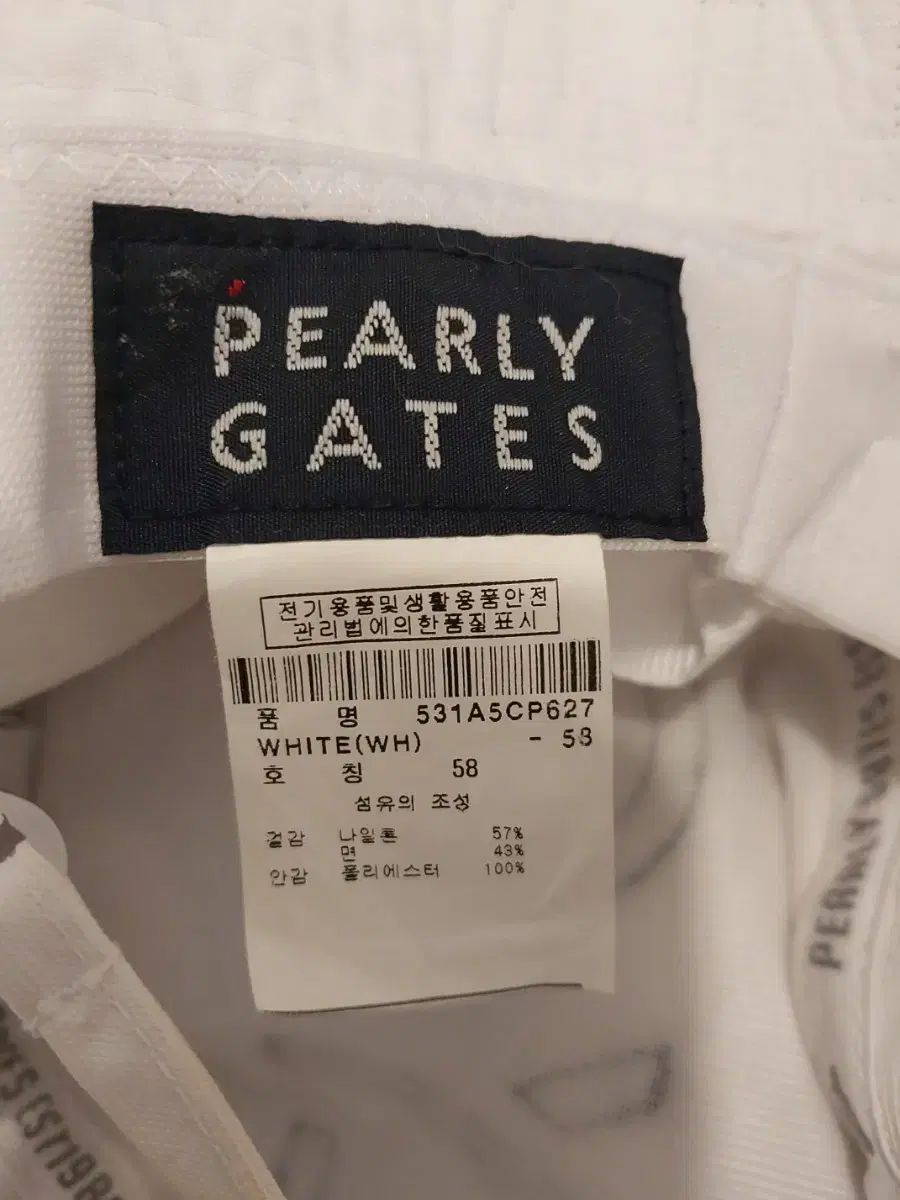 PEARLY
GATES
전기용품및생활용품안전
관리법에의한품질표시
품 명 531A5CP627
WHITE(WH) - 58
호 칭 58
섬유의 조성
겉감 나일론 57%
면 43%
안감 폴리에스터 100%
PEARLY GATES